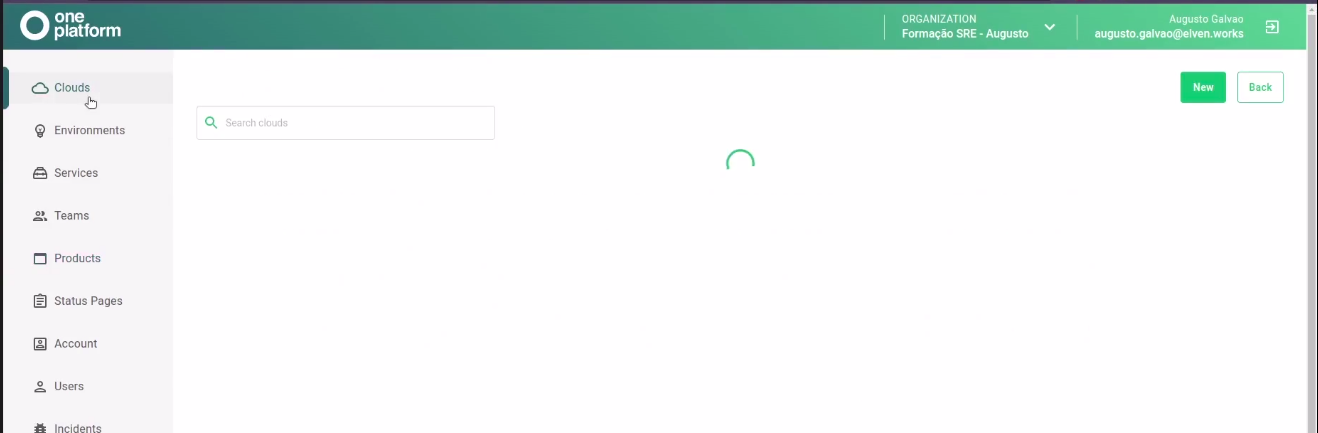 one
platform
ORGANIZATION
Formação SRE - Augusto
Augusto Galvao
augusto.galvao@elven.works
Clouds
Environments
Services
Teams
Products
Status Pages
Account
Users
Incidents
New
Back
Search clouds